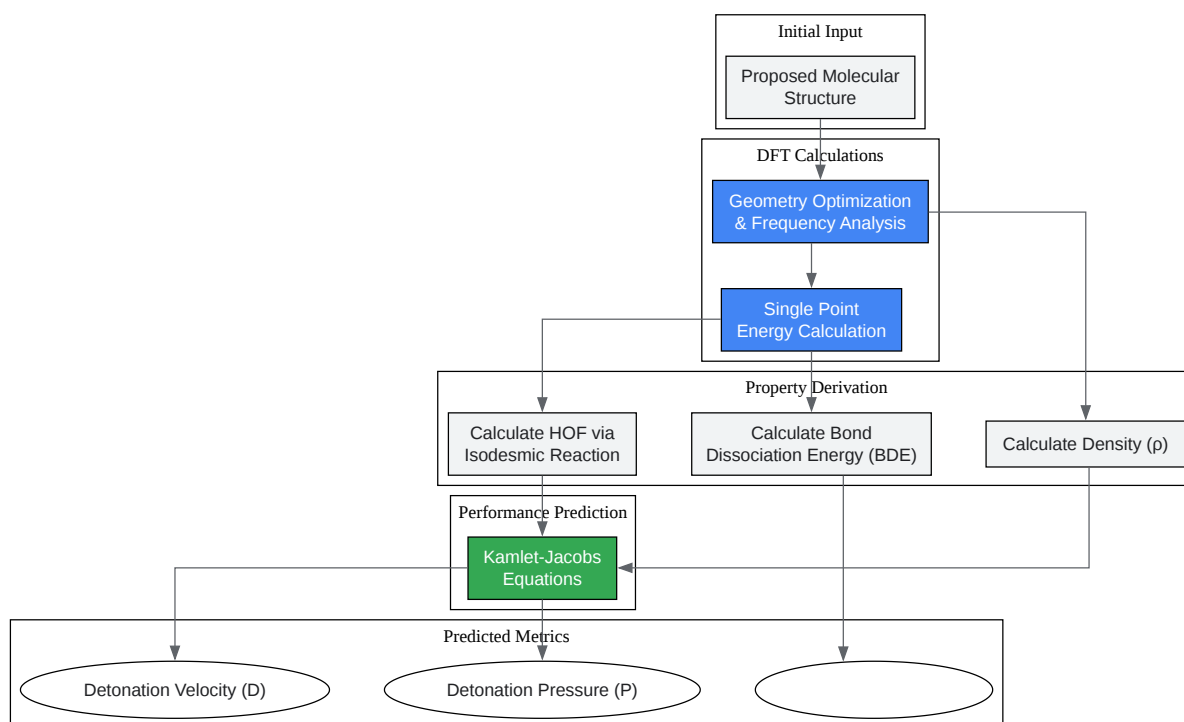 Initial Input
Proposed Molecular
Structure
DFT Calculations
Geometry Optimization
& Frequency Analysis
Single Point
Energy Calculation
Property Derivation
Calculate HOF via
Isodesmic Reaction
Calculate Bond
Dissociation Energy (BDE)
Calculate Density (ρ)
Performance Prediction
Kamlet-Jacobs
Equations
Predicted Metrics
Detonation Velocity (D)
Detonation Pressure (P)